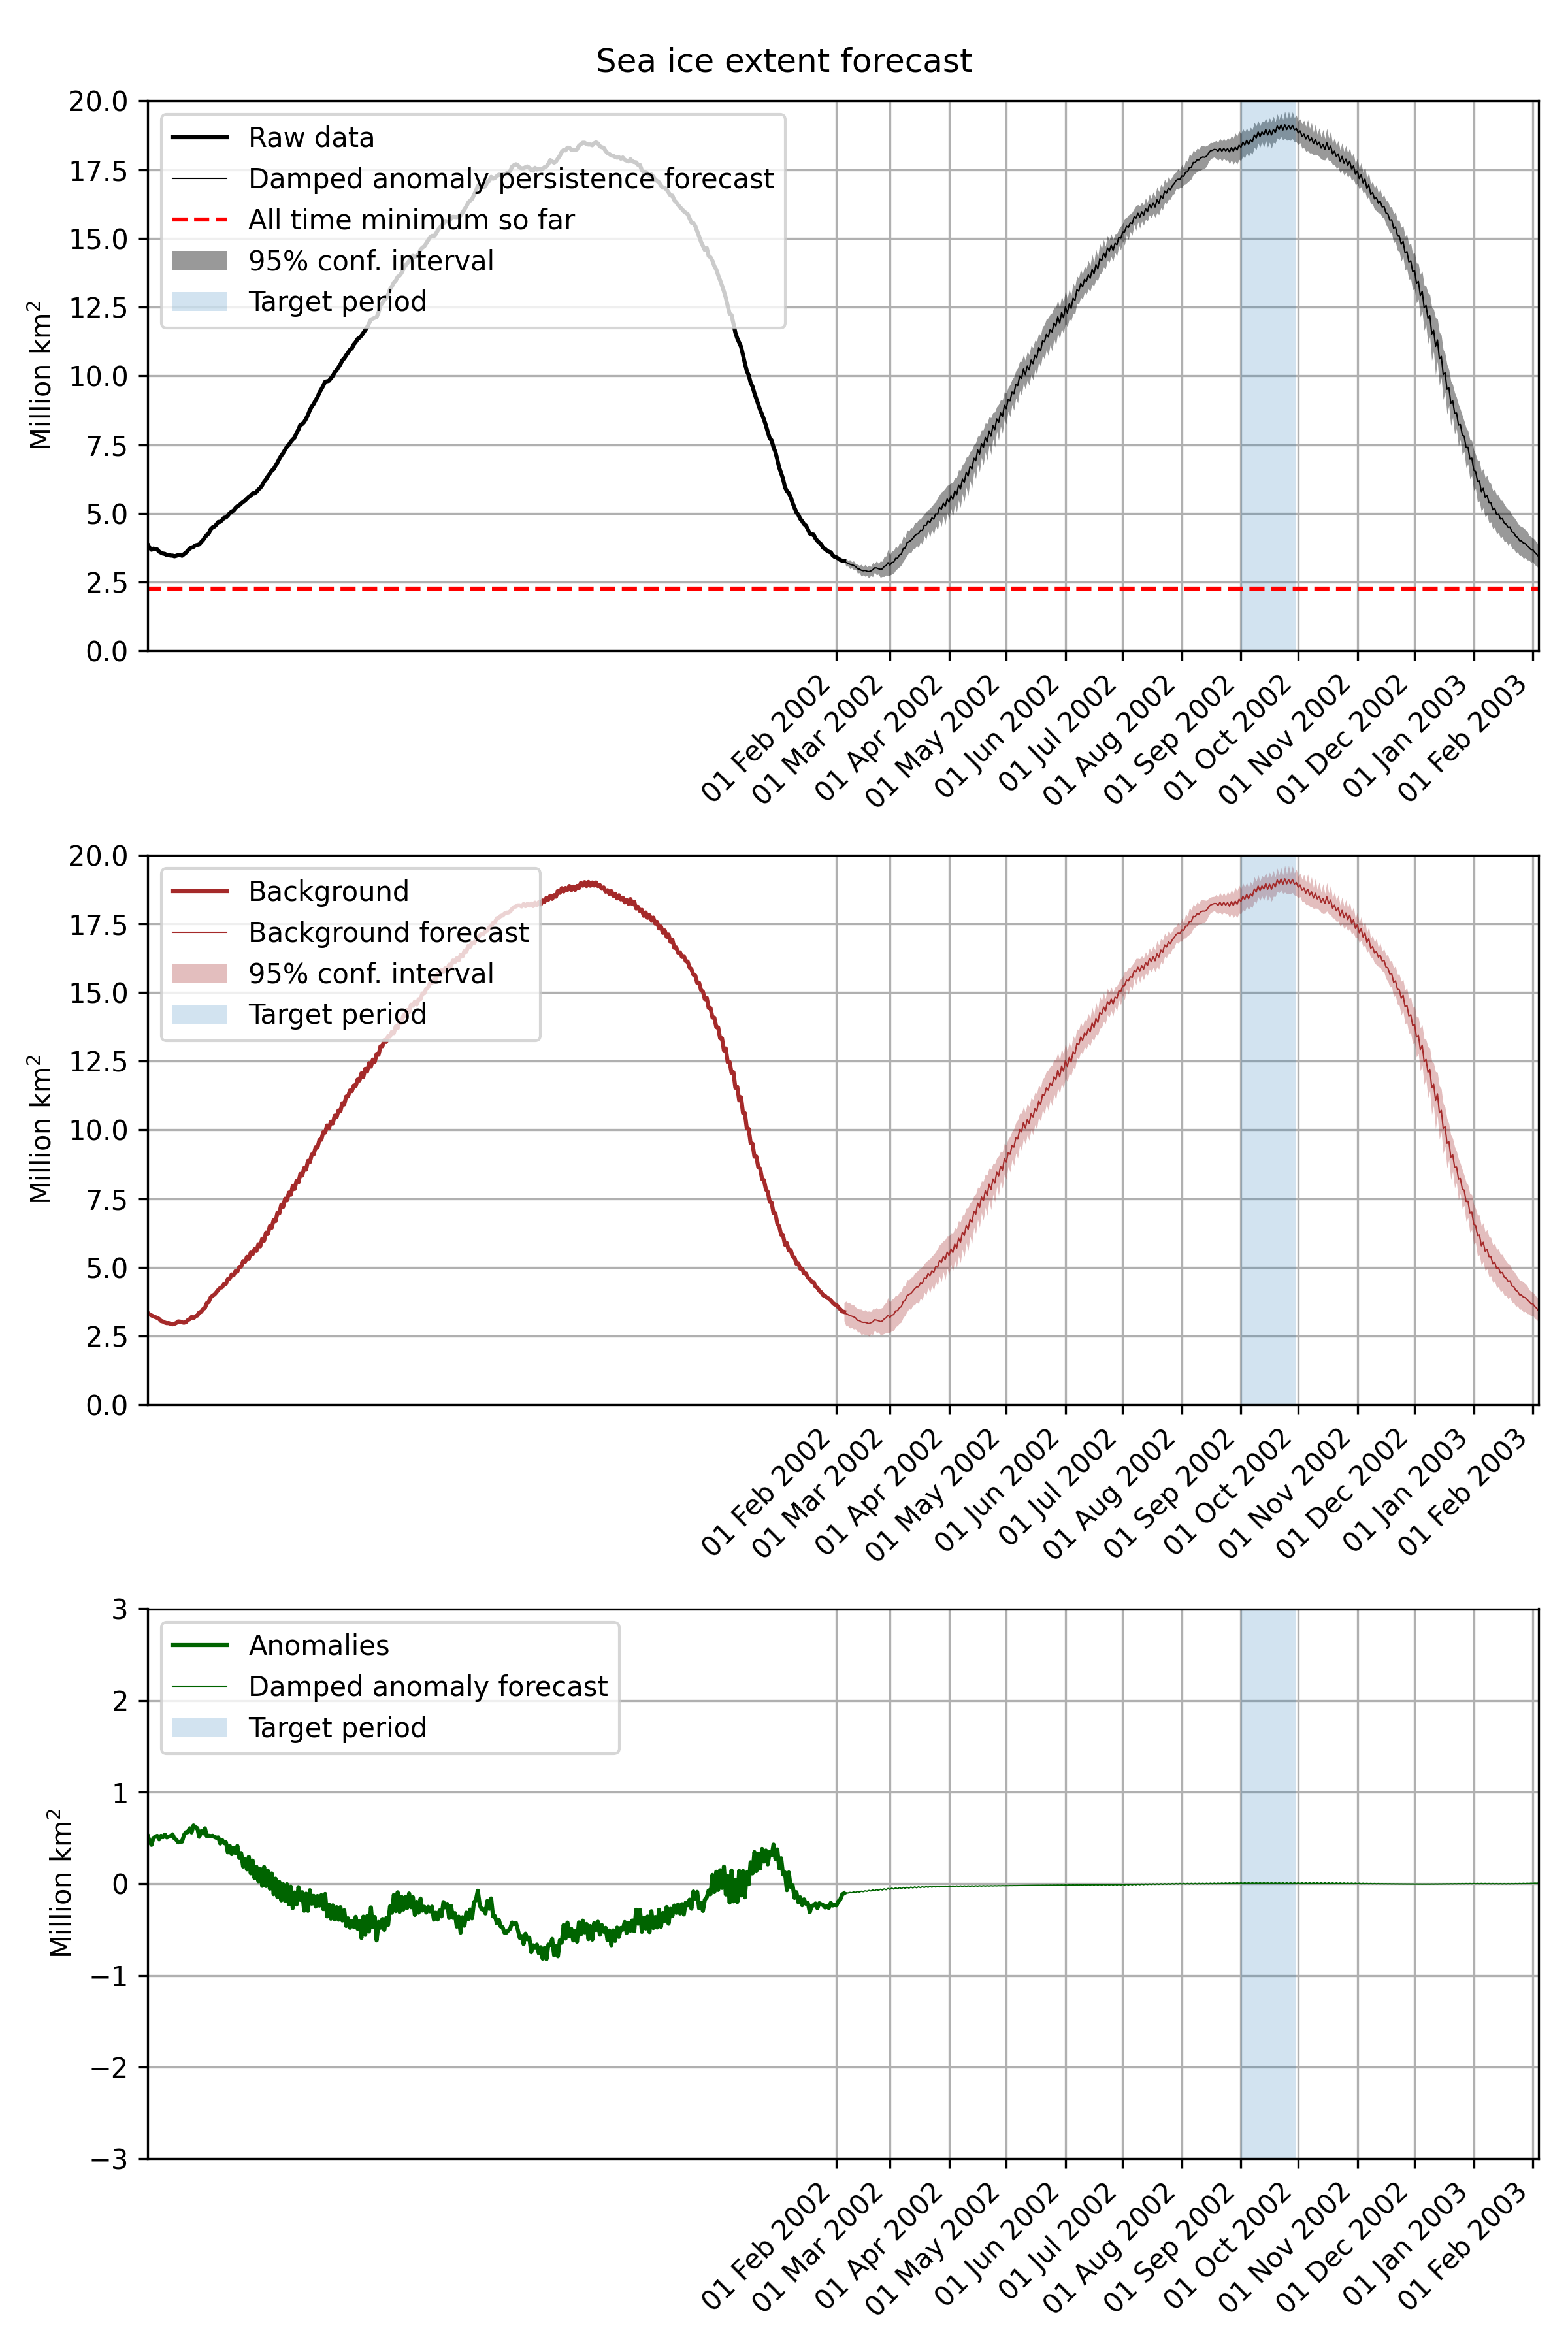 Sea ice extent forecast
20.0
17.5
15.0
12.5
10.0
7.5
5.0
2.5
0.0
Million km²
Raw data
Damped anomaly persistence forecast
All time minimum so far
95% conf. interval
Target period
01 Feb 2002
01 Mar 2002
01 Apr 2002
01 May 2002
01 Jun 2002
01 Jul 2002
01 Aug 2002
01 Sep 2002
01 Oct 2002
01 Nov 2002
01 Dec 2002
01 Jan 2003
01 Feb 2003
20.0
17.5
15.0
12.5
10.0
7.5
5.0
2.5
0.0
Million km²
Background
Background forecast
95% conf. interval
Target period
01 Feb 2002
01 Mar 2002
01 Apr 2002
01 May 2002
01 Jun 2002
01 Jul 2002
01 Aug 2002
01 Sep 2002
01 Oct 2002
01 Nov 2002
01 Dec 2002
01 Jan 2003
01 Feb 2003
3
2
1
0
−1
−2
−3
Million km²
Anomalies
Damped anomaly forecast
Target period
01 Feb 2002
01 Mar 2002
01 Apr 2002
01 May 2002
01 Jun 2002
01 Jul 2002
01 Aug 2002
01 Sep 2002
01 Oct 2002
01 Nov 2002
01 Dec 2002
01 Jan 2003
01 Feb 2003